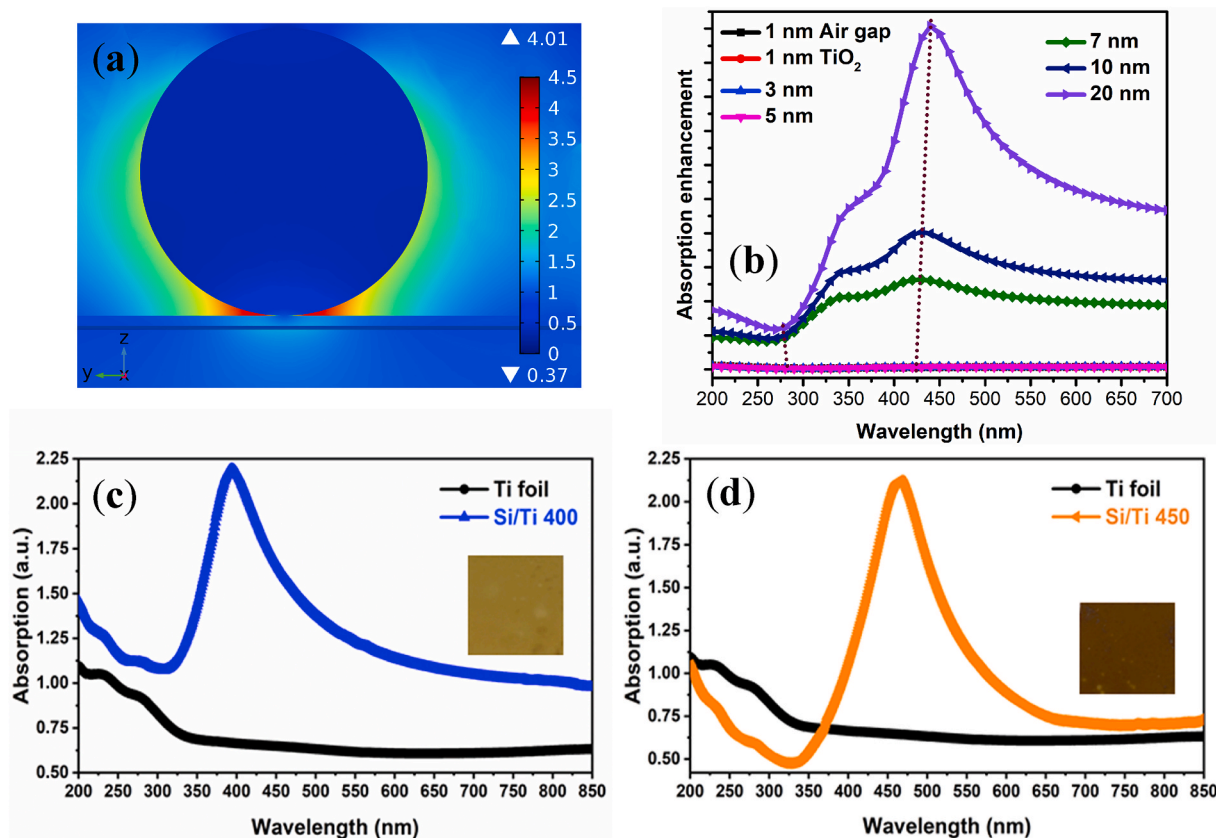 (a)
4.01
4.5
4
3.5
3
2.5
2
1.5
1
0.5
0
0.37
z
y
x
(b)
Absorption enhancement
1 nm Air gap
1 nm TiO2
3 nm
5 nm
7 nm
10 nm
20 nm
200 250 300 350 400 450 500 550 600 650 700
Wavelength (nm)
(c)
Absorption (a.u.)
2.25
2.00
1.75
1.50
1.25
1.00
0.75
0.50
Ti foil
Si/Ti 400
200 250 300 350 400 450 500 550 600 650 700 750 800 850
Wavelength (nm)
(d)
Absorption (a.u.)
2.25
2.00
1.75
1.50
1.25
1.00
0.75
0.50
Ti foil
Si/Ti 450
200 250 300 350 400 450 500 550 600 650 700 750 800 850
Wavelength (nm)